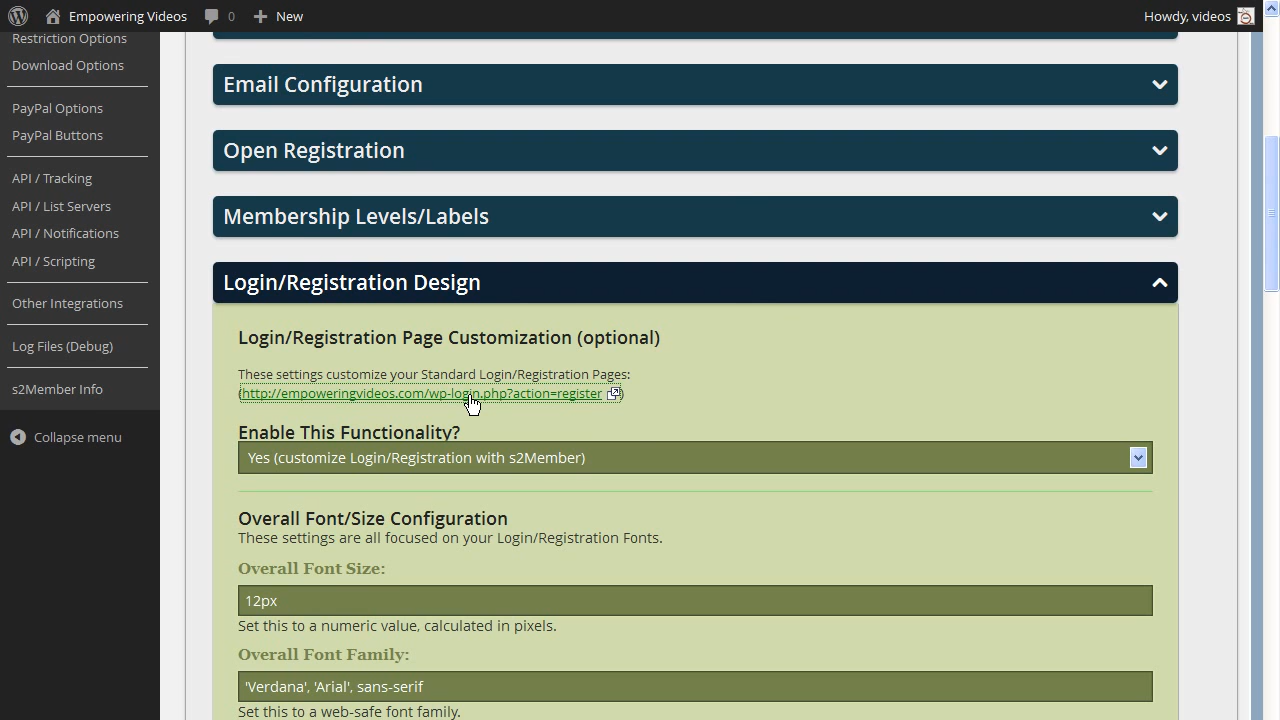 Empowering Videos 0 New Howdy, videos
Restriction Options
Download Options
PayPal Options
PayPal Buttons
API / Tracking
API / List Servers
API / Notifications
API / Scripting
Other Integrations
Log Files (Debug)
s2Member Info
Collapse menu
Email Configuration
Open Registration
Membership Levels/Labels
Login/Registration Design
Login/Registration Page Customization (optional)
These settings customize your Standard Login/Registration Pages:
(http://empoweringvideos.com/wp-login.php?action=register)
Enable This Functionality?
Yes (customize Login/Registration with s2Member)
Overall Font/Size Configuration
These settings are all focused on your Login/Registration Fonts.
Overall Font Size:
12px
Set this to a numeric value, calculated in pixels.
Overall Font Family:
'Verdana', 'Arial', sans-serif
Set this to a web-safe font family.